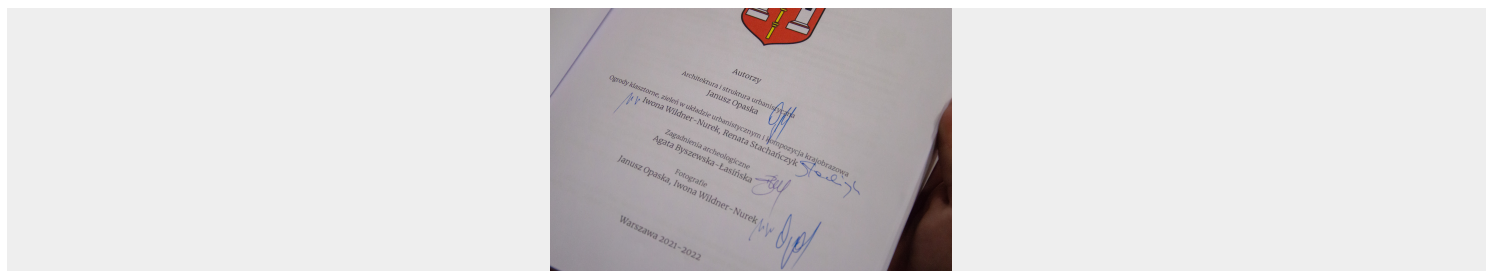 Autorzy
Architektura i struktura urbanistyczna
Janusz Opaska
Ogrody klasztorne, zieleń w układzie urbanistycznym i kompozycja krajobrazowa
Iwona Wildner-Nurek, Renata Stachańczyk
Zagadnienia archeologiczne
Agata Byszewska-Łasińska
Fotografie
Janusz Opaska, Iwona Wildner-Nurek
Warszawa 2021-2022